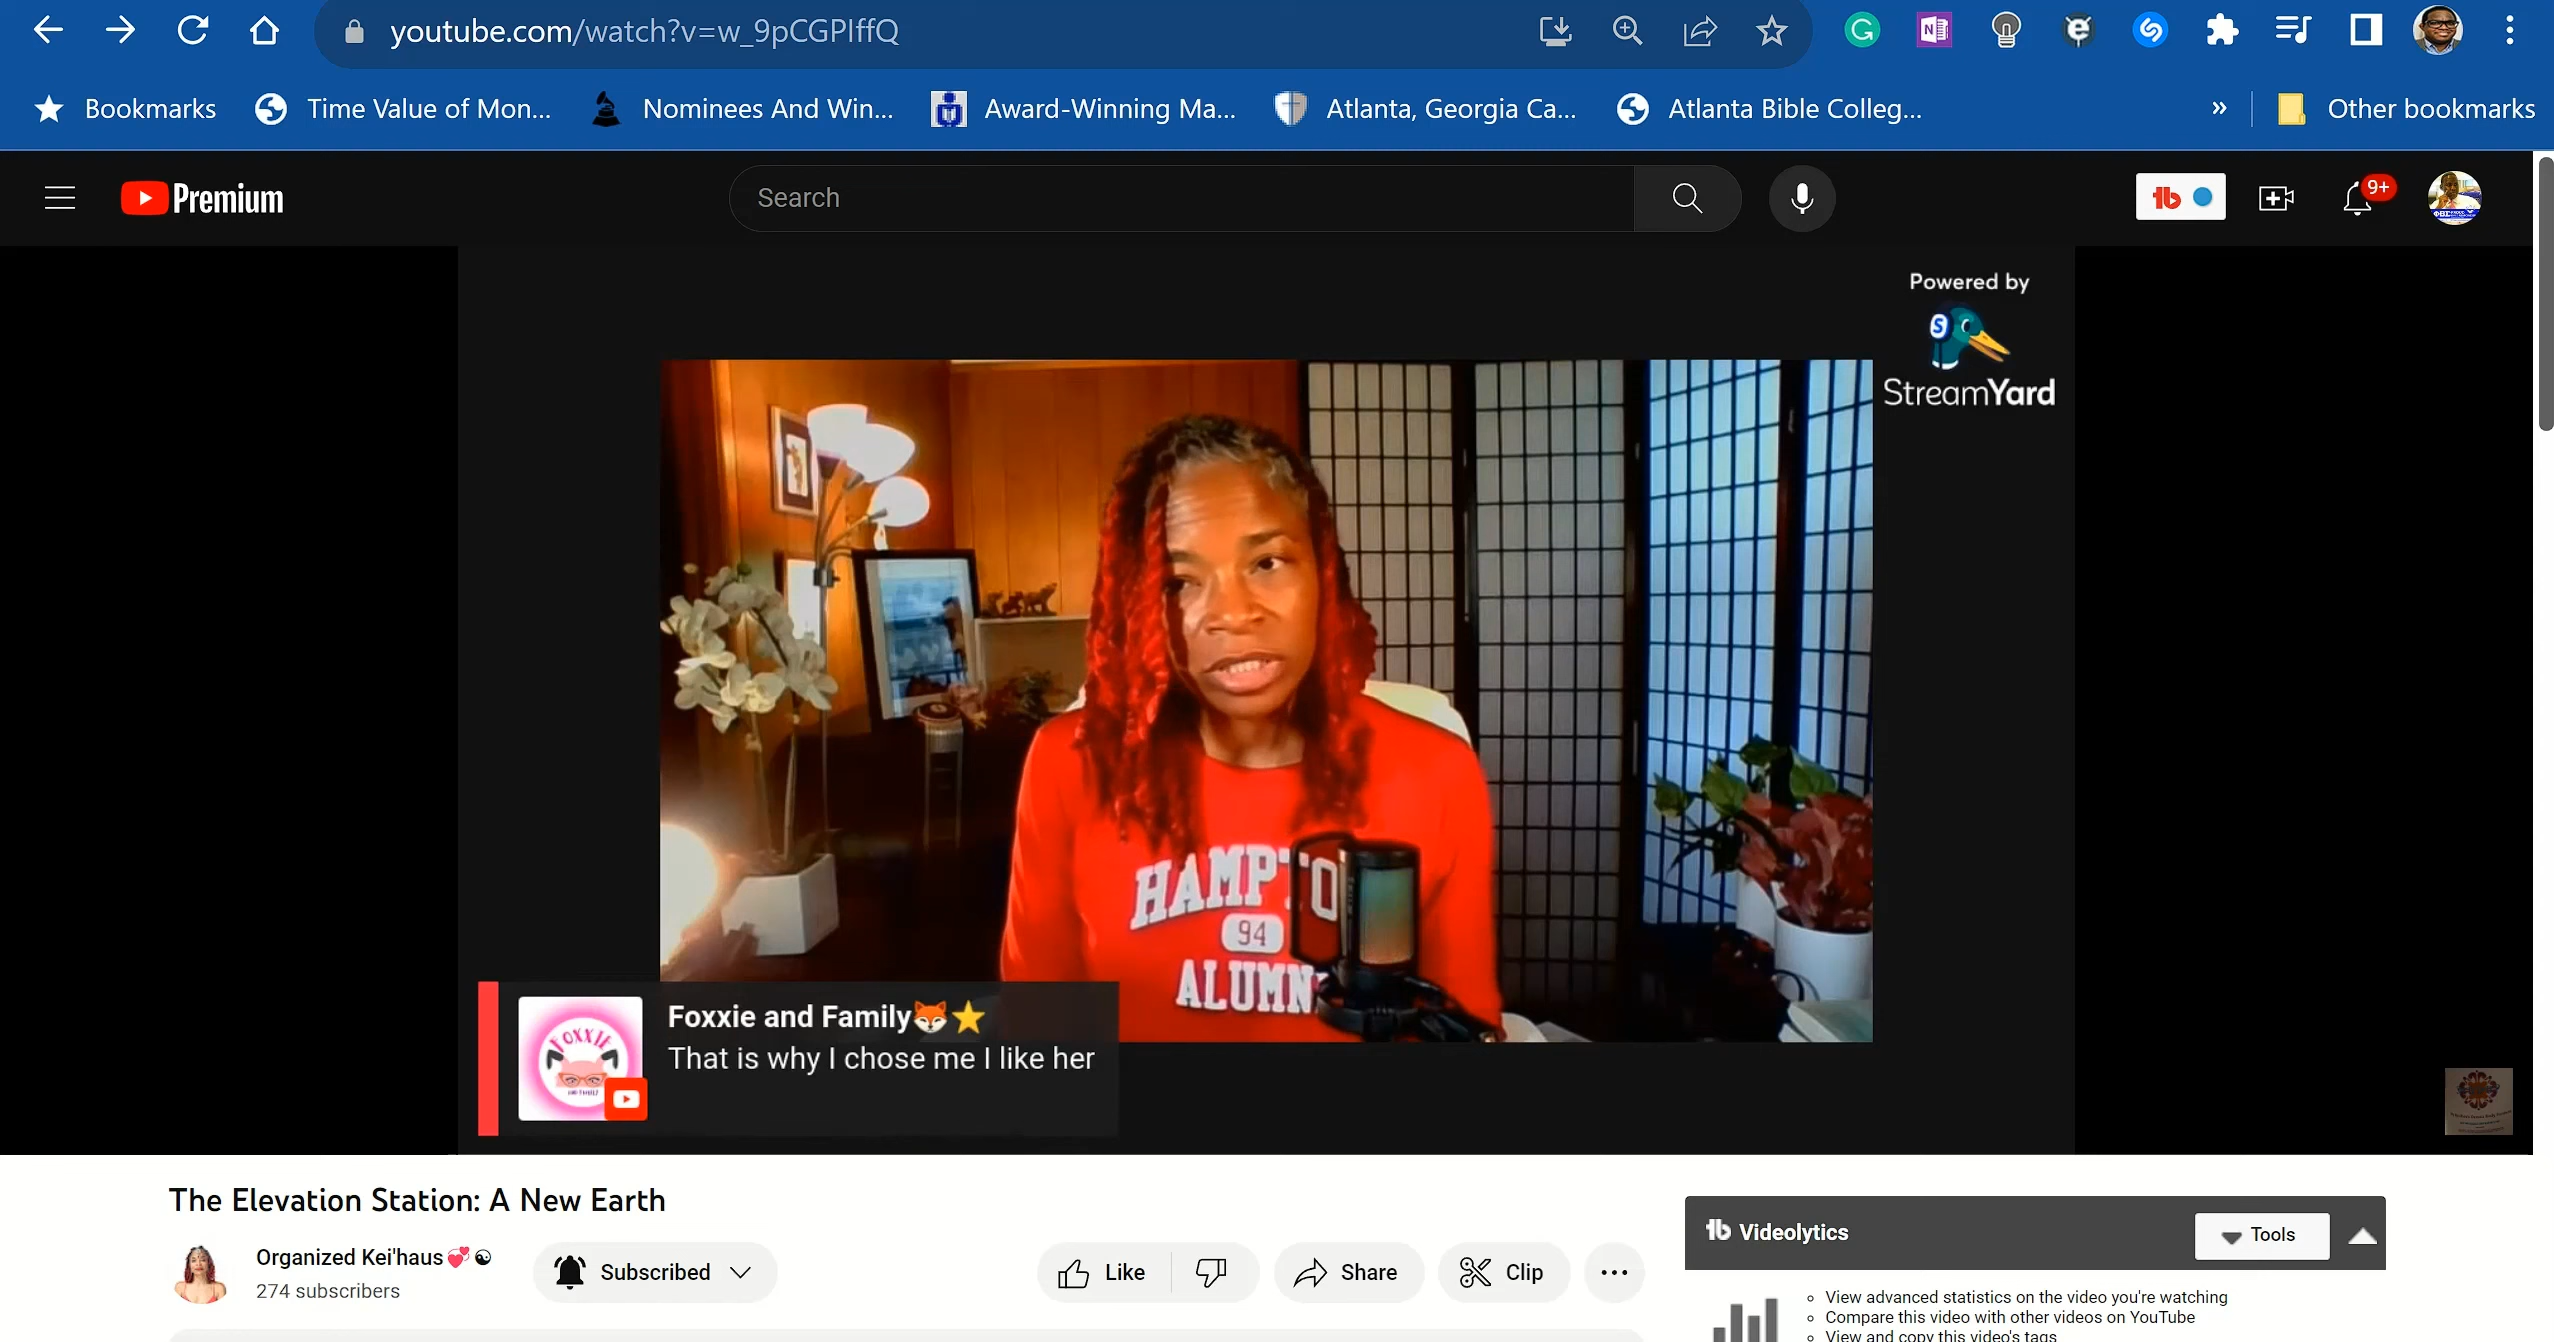 youtube.com/watch?v=w_9pCGPIffQ
Bookmarks
Time Value of Mon...
Nominees And Win...
Award-Winning Ma...
Atlanta, Georgia Ca...
Atlanta Bible Colleg...
»
Other bookmarks
Premium
Search
9+
Powered by
StreamYard
HAMPTO
94
ALUMN
FOXXIE
Foxxie and Family🦊⭐
That is why I chose me I like her
The Elevation Station: A New Earth
Organized Kei'haus💞☯
274 subscribers
Subscribed
Like
Share
Clip
Videolytics
Tools
View advanced statistics on the video you're watching
Compare this video with other videos on YouTube
View and copy this video's tags